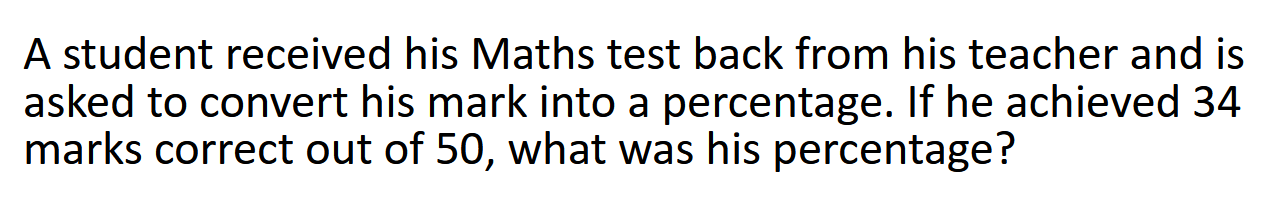 A student received his Maths test back from his teacher and is
asked to convert his mark into a percentage. If he achieved 34
marks correct out of 50, what was his percentage?